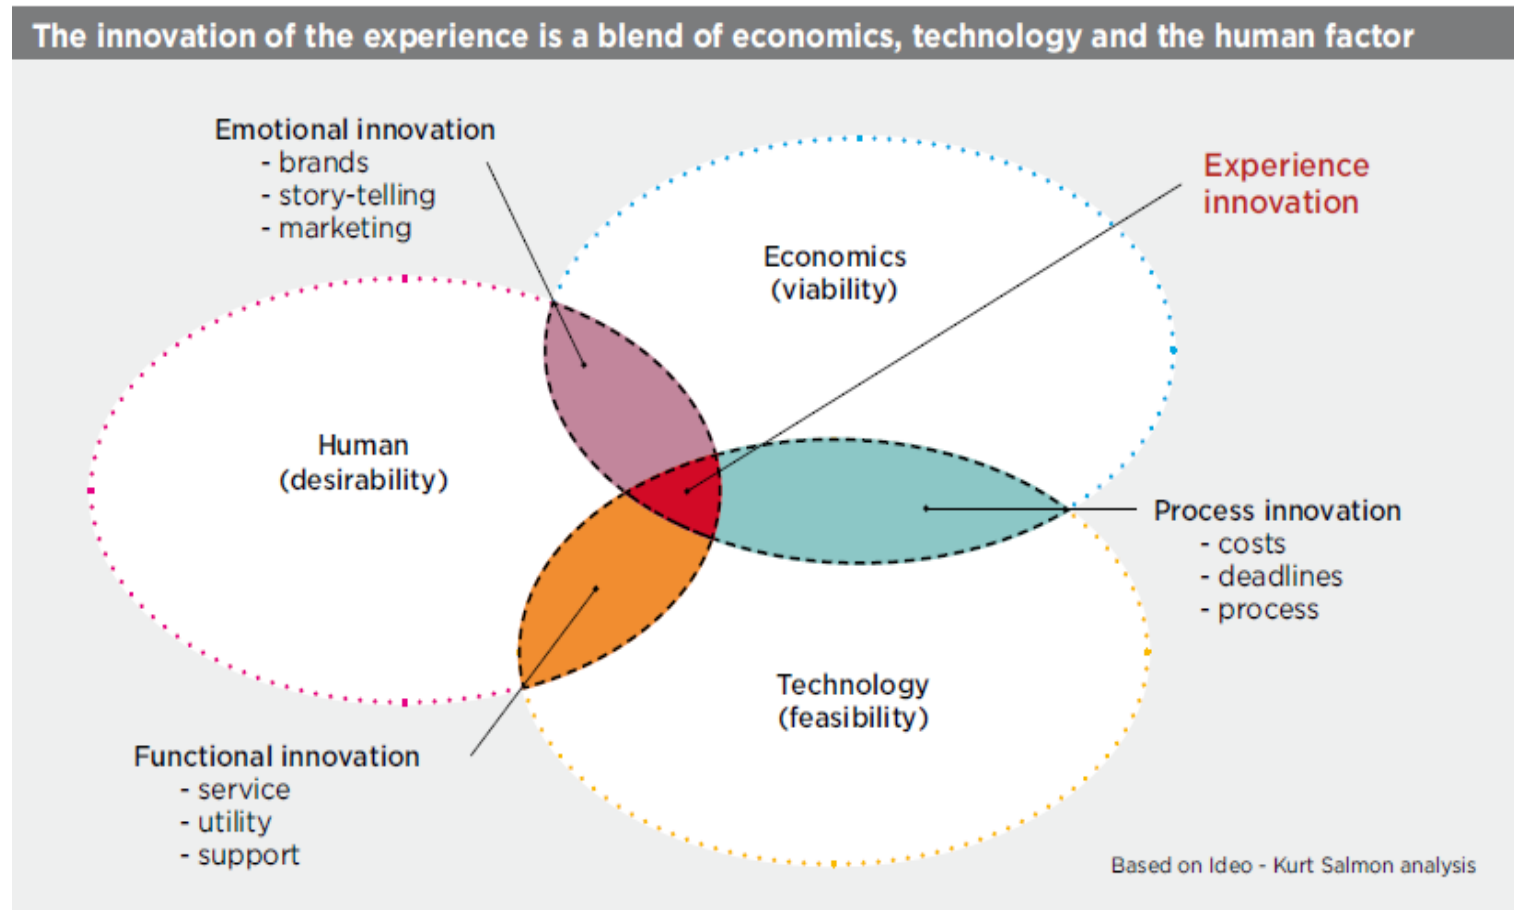 The innovation of the experience is a blend of economics, technology and the human factor
Emotional innovation
- brands
- story-telling
- marketing
Experience
innovation
Economics
(viability)
Human
(desirability)
Process innovation
- costs
- deadlines
- process
Technology
(feasibility)
Functional innovation
- service
- utility
- support
Based on Ideo - Kurt Salmon analysis